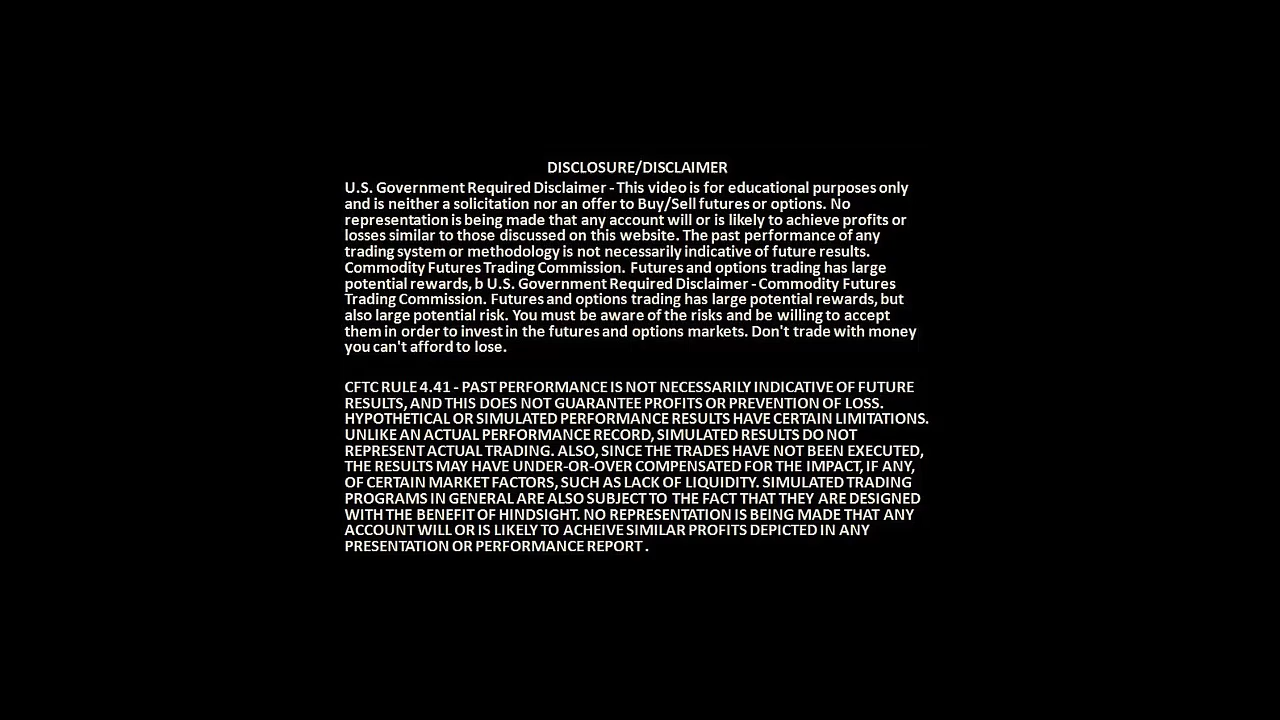 DISCLOSURE/DISCLAIMER
U.S. Government Required Disclaimer - This video is for educational purposes only
and is neither a solicitation nor an offer to Buy/Sell futures or options. No
representation is being made that any account will or is likely to achieve profits or
losses similar to those discussed on this website. The past performance of any
trading system or methodology is not necessarily indicative of future results.
Commodity Futures Trading Commission. Futures and options trading has large
potential rewards, b U.S. Government Required Disclaimer - Commodity Futures
Trading Commission. Futures and options trading has large potential rewards, but
also large potential risk. You must be aware of the risks and be willing to accept
them in order to invest in the futures and options markets. Don't trade with money
you can't afford to lose.
CFTC RULE 4.41 - PAST PERFORMANCE IS NOT NECESSARILY INDICATIVE OF FUTURE
RESULTS, AND THIS DOES NOT GUARANTEE PROFITS OR PREVENTION OF LOSS.
HYPOTHETICAL OR SIMULATED PERFORMANCE RESULTS HAVE CERTAIN LIMITATIONS.
UNLIKE AN ACTUAL PERFORMANCE RECORD, SIMULATED RESULTS DO NOT
REPRESENT ACTUAL TRADING. ALSO, SINCE THE TRADES HAVE NOT BEEN EXECUTED,
THE RESULTS MAY HAVE UNDER-OR-OVER COMPENSATED FOR THE IMPACT, IF ANY,
OF CERTAIN MARKET FACTORS, SUCH AS LACK OF LIQUIDITY. SIMULATED TRADING
PROGRAMS IN GENERAL ARE ALSO SUBJECT TO THE FACT THAT THEY ARE DESIGNED
WITH THE BENEFIT OF HINDSIGHT. NO REPRESENTATION IS BEING MADE THAT ANY
ACCOUNT WILL OR IS LIKELY TO ACHEIVE SIMILAR PROFITS DEPICTED IN ANY
PRESENTATION OR PERFORMANCE REPORT .